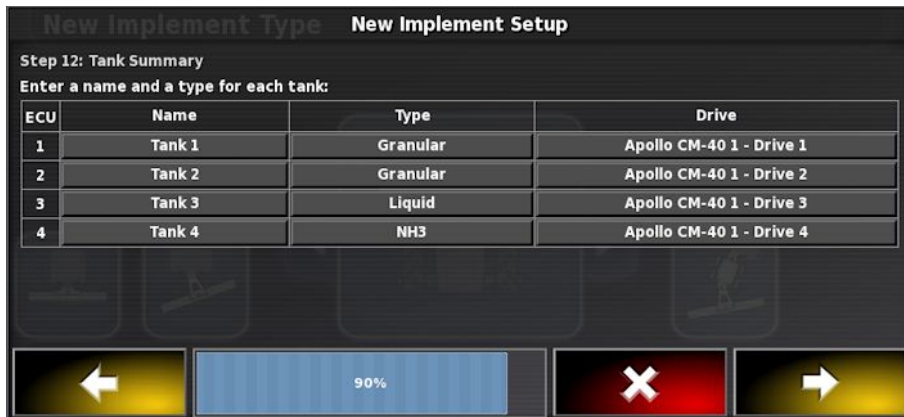 New Implement Type
New Implement Setup
Step 12: Tank Summary
Enter a name and a type for each tank:
ECU Name Type Drive
1 Tank 1 Granular Apollo CM-40 1 - Drive 1
2 Tank 2 Granular Apollo CM-40 1 - Drive 2
3 Tank 3 Liquid Apollo CM-40 1 - Drive 3
4 Tank 4 NH3 Apollo CM-40 1 - Drive 4
90%